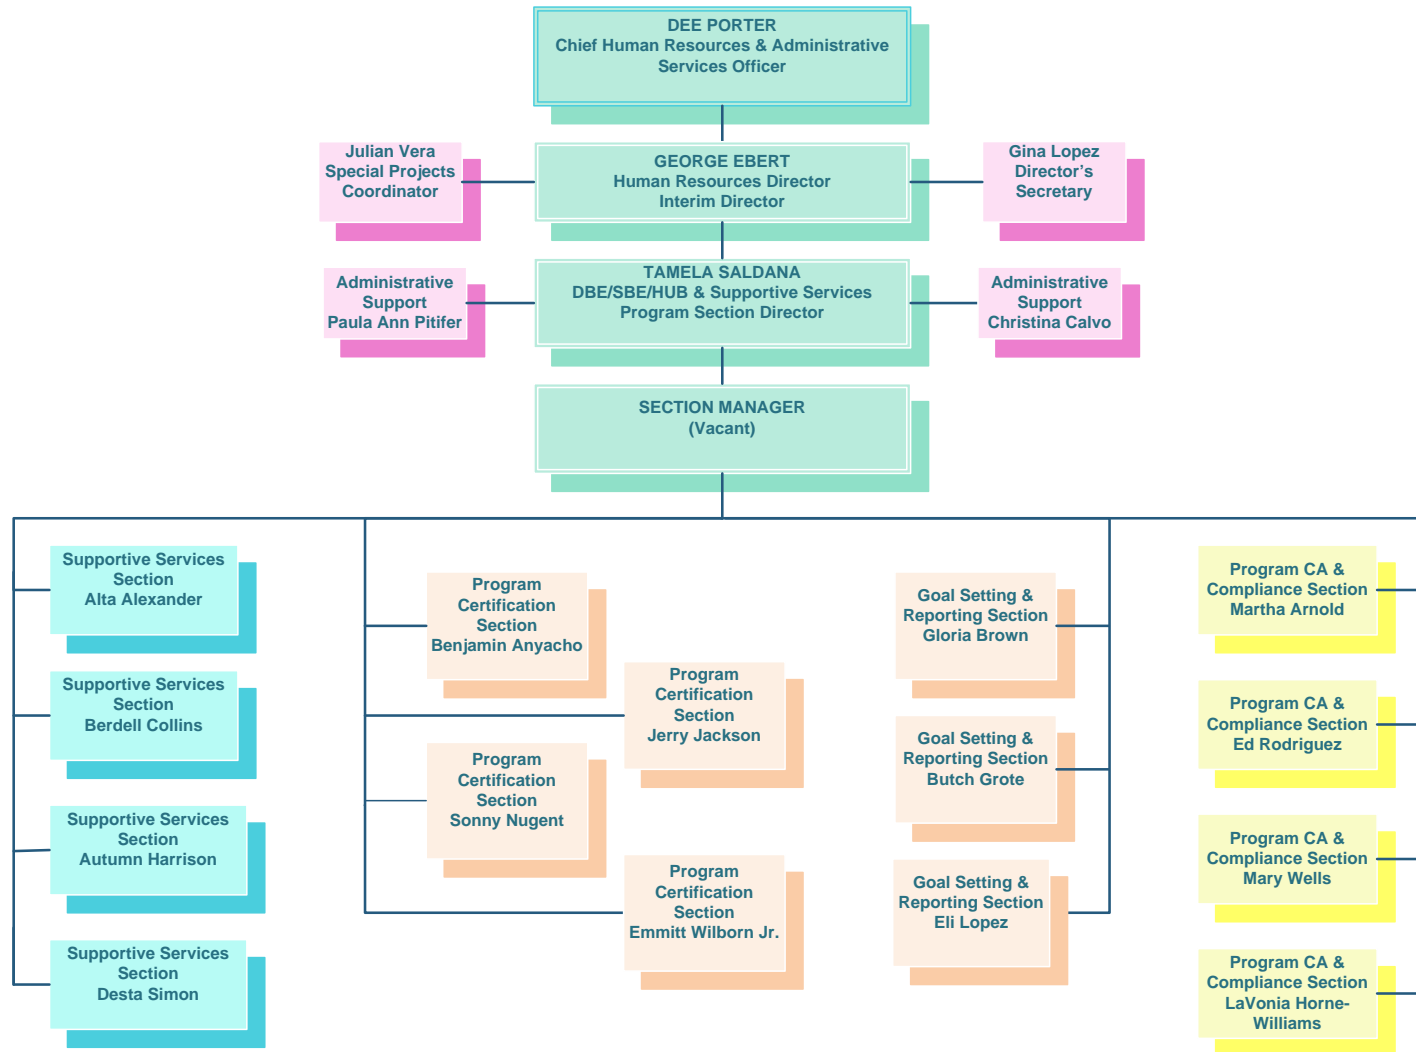 DEE PORTER
Chief Human Resources & Administrative
Services Officer
Julian Vera
Special Projects
Coordinator
GEORGE EBERT
Human Resources Director
Interim Director
Gina Lopez
Director’s
Secretary
Administrative
Support
Paula Ann Pitifer
TAMELA SALDANA
DBE/SBE/HUB & Supportive Services
Program Section Director
Administrative
Support
Christina Calvo
SECTION MANAGER
(Vacant)
Supportive Services
Section
Alta Alexander
Supportive Services
Section
Berdell Collins
Supportive Services
Section
Autumn Harrison
Supportive Services
Section
Desta Simon
Program
Certification
Section
Benjamin Anyacho
Program
Certification
Section
Jerry Jackson
Program
Certification
Section
Sonny Nugent
Program
Certification
Section
Emmitt Wilborn Jr.
Goal Setting &
Reporting Section
Gloria Brown
Goal Setting &
Reporting Section
Butch Grote
Goal Setting &
Reporting Section
Eli Lopez
Program CA &
Compliance Section
Martha Arnold
Program CA &
Compliance Section
Ed Rodriguez
Program CA &
Compliance Section
Mary Wells
Program CA &
Compliance Section
LaVonia Horne-
Williams